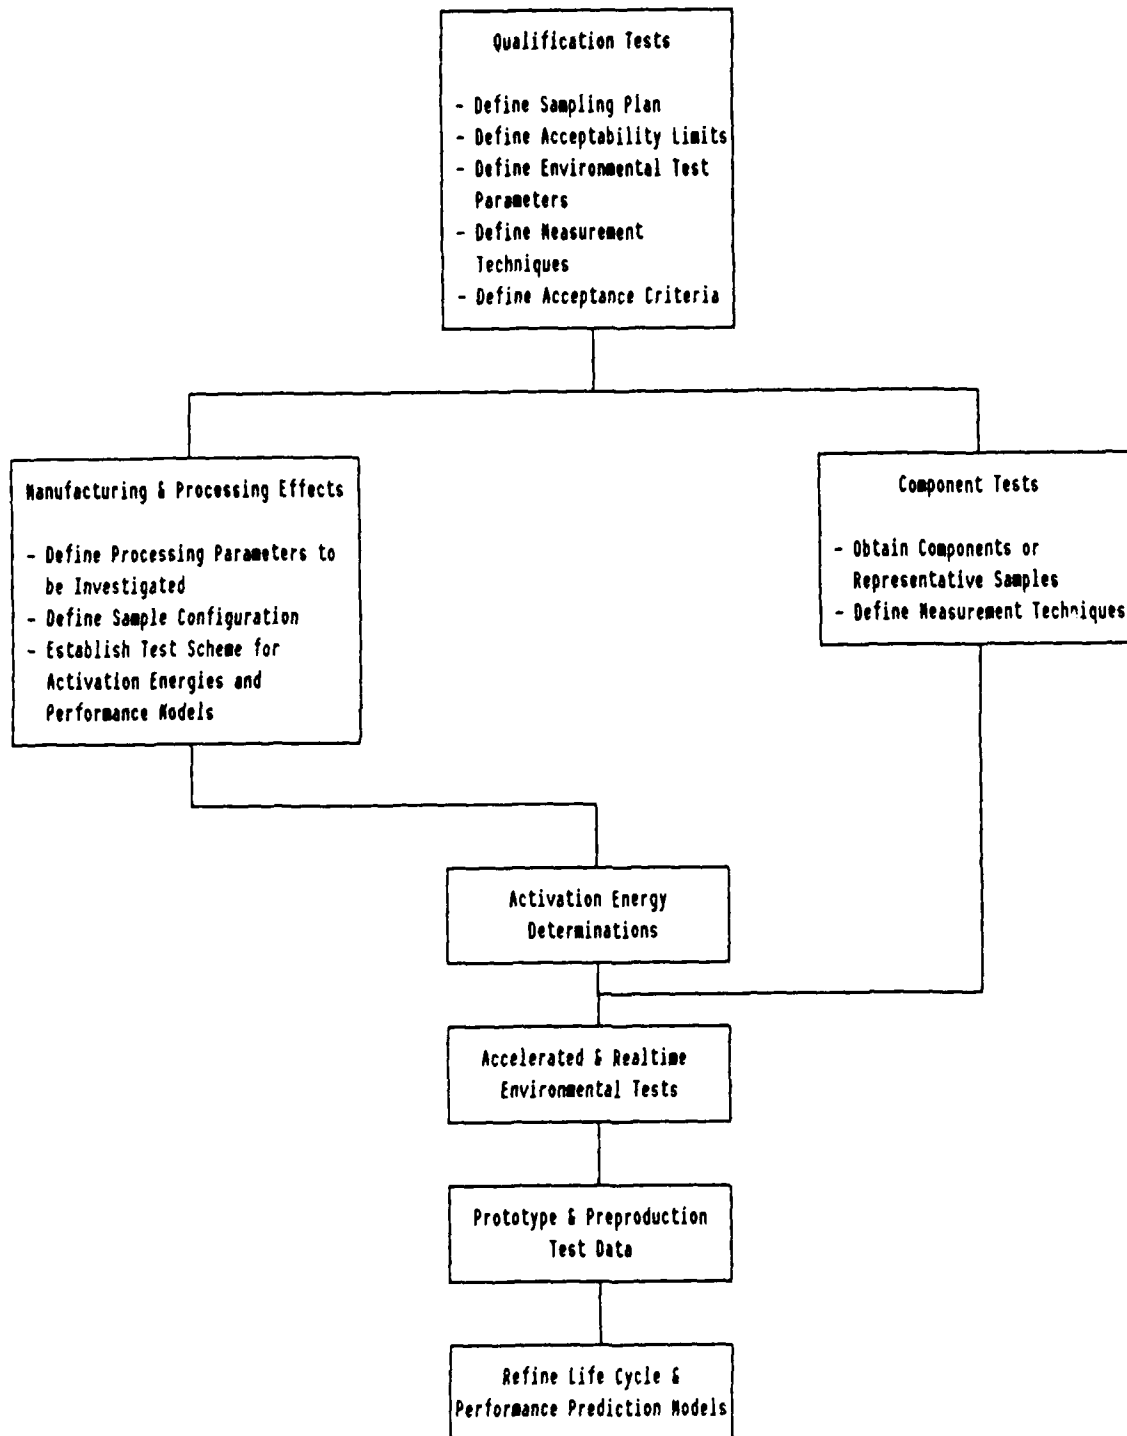 Qualification Tests
- Define Sampling Plan
- Define Acceptability Limits
- Define Environmental Test
Parameters
- Define Measurement
Techniques
- Define Acceptance Criteria
Manufacturing & Processing Effects
- Define Processing Parameters to
be Investigated
- Define Sample Configuration
- Establish Test Scheme for
Activation Energies and
Performance Models
Component Tests
- Obtain Components or
Representative Samples
- Define Measurement Techniques
Activation Energy
Determinations
Accelerated & Realtime
Environmental Tests
Prototype & Preproduction
Test Data
Refine Life Cycle &
Performance Prediction Models